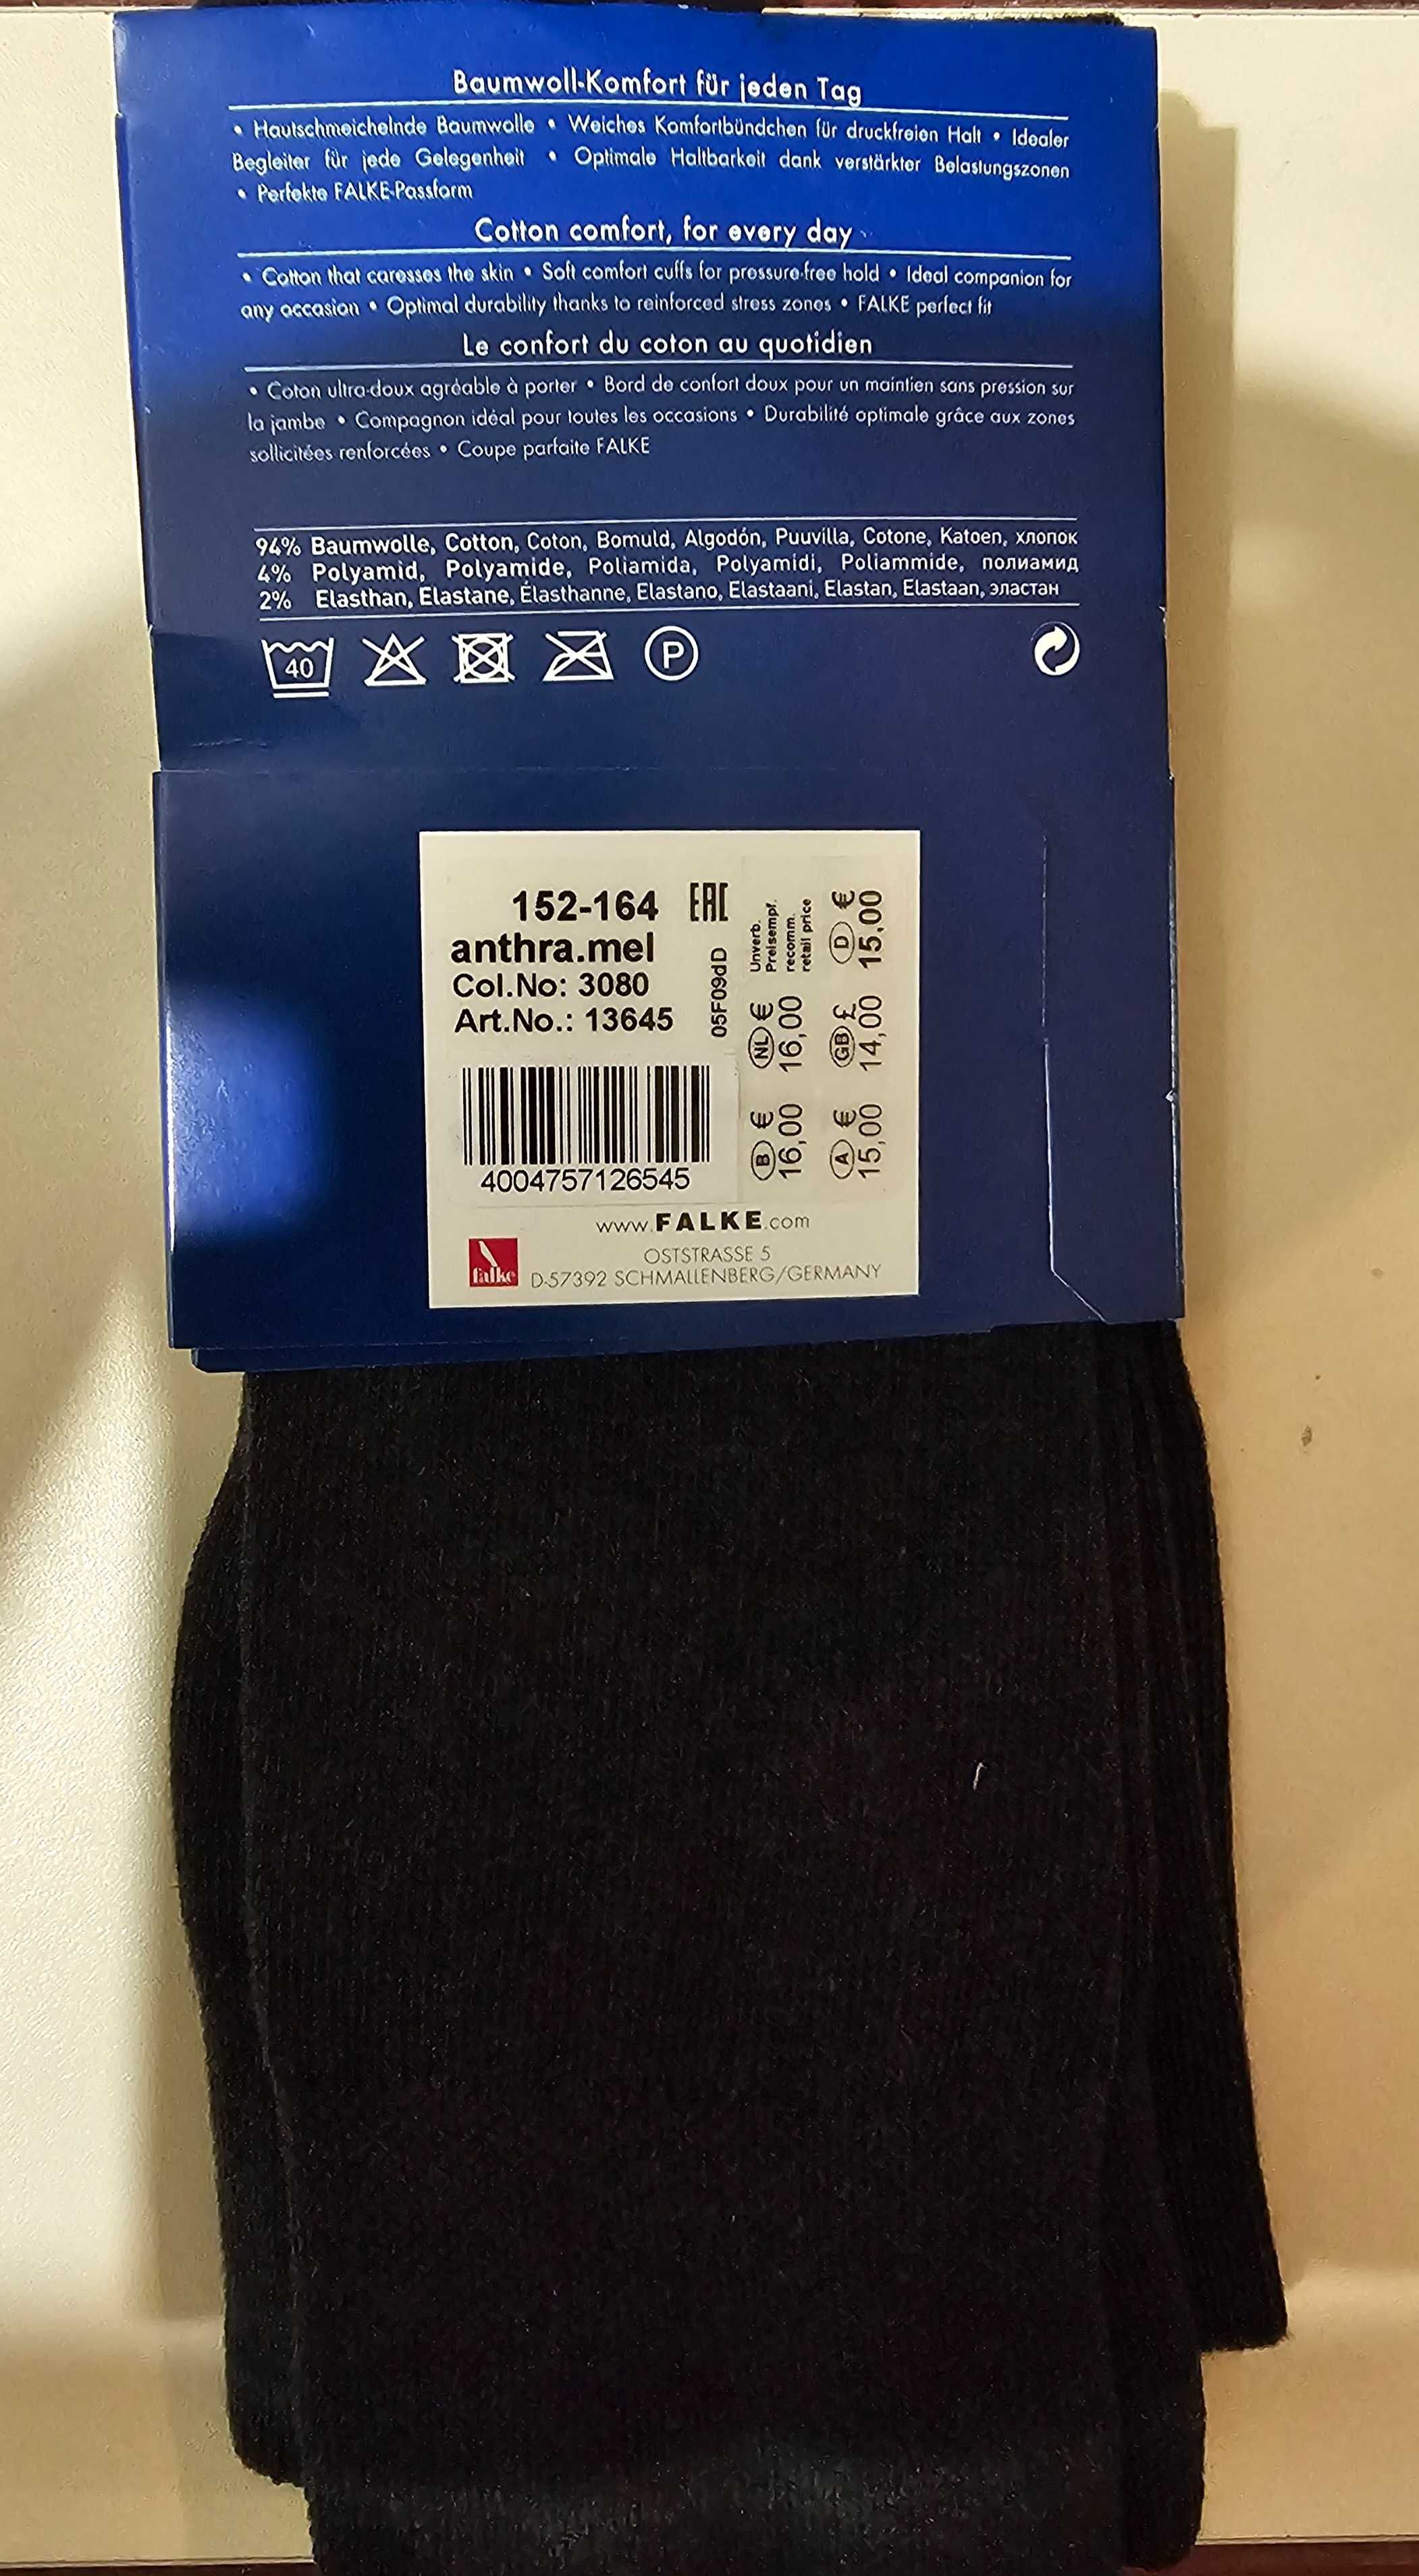 Baumwoll-Komfort für jeden Tag
• Hautschmeichelnde Baumwolle • Weiches Komfortbündchen für druckfreien Halt • Idealer
Begleiter für jede Gelegenheit • Optimale Haltbarkeit dank verstärkter Belastungszonen
• Perfekte FALKE-Passform
Cotton comfort, for every day
• Cotton that caresses the skin • Soft comfort cuffs for pressure-free hold • Ideal companion for
any occasion • Optimal durability thanks to reinforced stress zones • FALKE perfect fit
Le confort du coton au quotidien
• Coton ultra-doux agréable à porter • Bord de confort doux pour un maintien sans pression sur
la jambe • Compagnon idéal pour toutes les occasions • Durabilité optimale grâce aux zones
sollicitées renforcées • Coupe parfaite FALKE
94% Baumwolle, Cotton, Coton, Bomuld, Algodón, Puuvilla, Cotone, Katoen, хлопок
4% Polyamid, Polyamide, Poliamida, Polyamidi, Poliammide, полиамид
2% Elasthan, Elastane, Élasthanne, Elastano, Elastaani, Elastan, Elastaan, эластан
40 P
152-164 EAC
anthra.mel
Col.No: 3080
Art.No.: 13645
05F09dD
Unverb.
Preisempf.
recomm.
retail price
D €
15,00
NL €
16,00
GB £
14,00
B €
16,00
A €
15,00
4004757126545
www.FALKE.com
falke
OSTSTRASSE 5
D-57392 SCHMALLENBERG/GERMANY